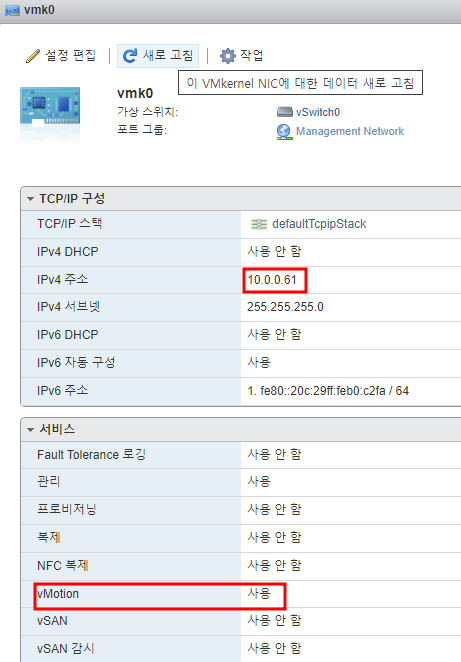 vmk0
설정 편집 새로 고침 작업
이 VMkernel NIC에 대한 데이터 새로 고침
vmk0
가상 스위치: vSwitch0
포트 그룹: Management Network
TCP/IP 구성
TCP/IP 스택 defaultTcpipStack
IPv4 DHCP 사용 안 함
IPv4 주소 10.0.0.61
IPv4 서브넷 255.255.255.0
IPv6 DHCP 사용 안 함
IPv6 자동 구성 사용
IPv6 주소 1. fe80::20c:29ff:feb0:c2fa / 64
서비스
Fault Tolerance 로깅 사용 안 함
관리 사용
프로비저닝 사용 안 함
복제 사용 안 함
NFC 복제 사용 안 함
vMotion 사용
vSAN 사용 안 함
vSAN 감시 사용 안 함